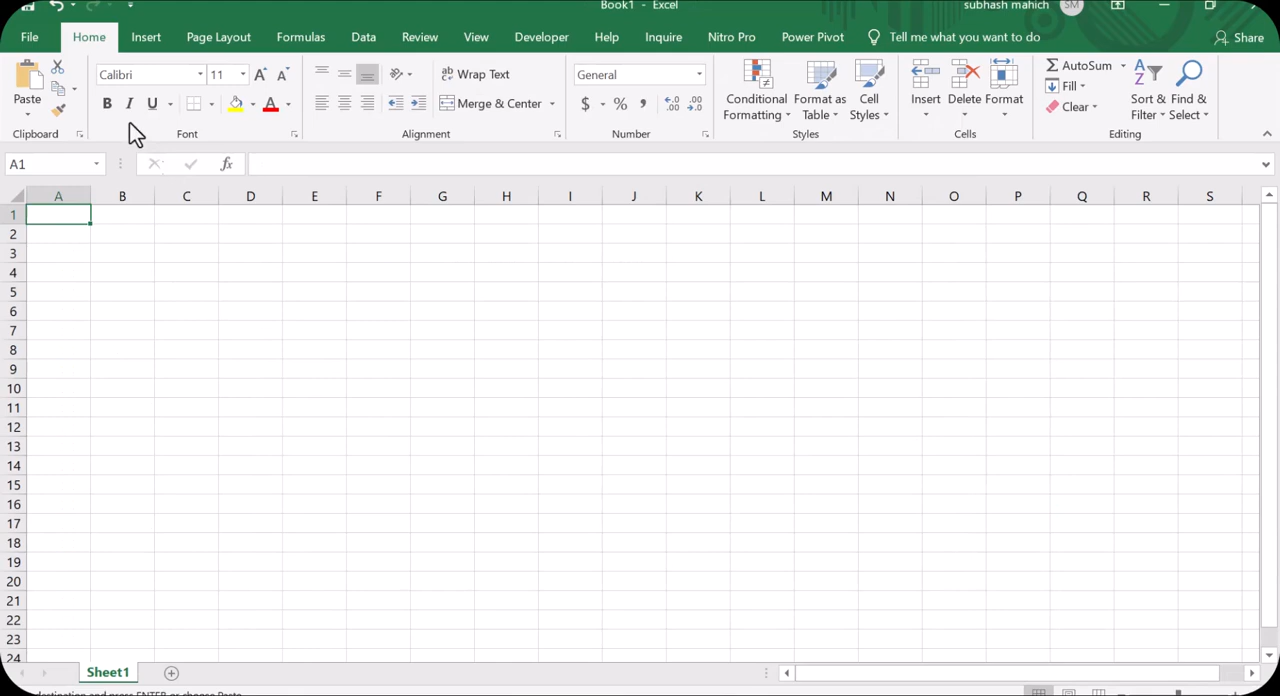 Book1 - Excel
subhash mahich
SM
File Home Insert Page Layout Formulas Data Review View Developer Help Inquire Nitro Pro Power Pivot Tell me what you want to do Share
Paste
Clipboard
Calibri 11
B I U A
Font
Wrap Text
Merge & Center
Alignment
General
$ % , .00
Number
Conditional Formatting
Format as Table
Cell Styles
Styles
Insert Delete Format
Cells
AutoSum
Fill
Clear
Sort & Filter
Find & Select
Editing
A1
fx
A B C D E F G H I J K L M N O P Q R S
1
2
3
4
5
6
7
8
9
10
11
12
13
14
15
16
17
18
19
20
21
22
23
24
Sheet1
destination and press ENTER or choose Paste